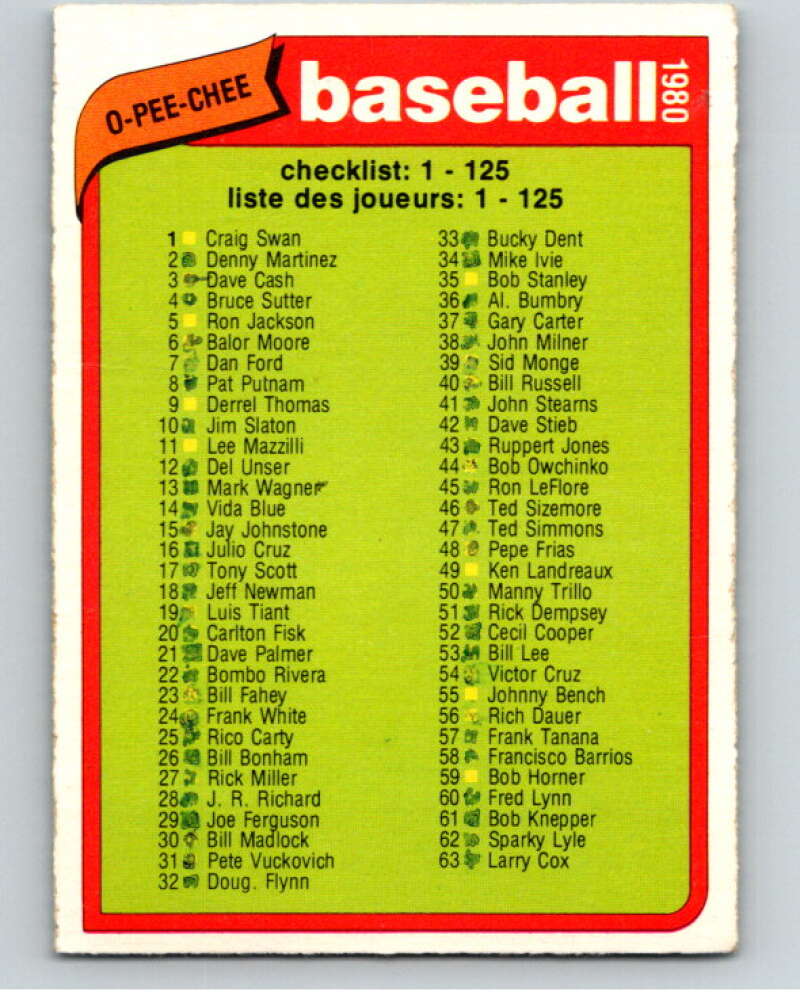 O-PEE-CHEE
baseball
1980
checklist: 1 - 125
liste des joueurs: 1 - 125
1 Craig Swan
2 Denny Martinez
3 Dave Cash
4 Bruce Sutter
5 Ron Jackson
6 Balor Moore
7 Dan Ford
8 Pat Putnam
9 Derrel Thomas
10 Jim Slaton
11 Lee Mazzilli
12 Del Unser
13 Mark Wagner
14 Vida Blue
15 Jay Johnstone
16 Julio Cruz
17 Tony Scott
18 Jeff Newman
19 Luis Tiant
20 Carlton Fisk
21 Dave Palmer
22 Bombo Rivera
23 Bill Fahey
24 Frank White
25 Rico Carty
26 Bill Bonham
27 Rick Miller
28 J. R. Richard
29 Joe Ferguson
30 Bill Madlock
31 Pete Vuckovich
32 Doug. Flynn
33 Bucky Dent
34 Mike Ivie
35 Bob Stanley
36 Al. Bumbry
37 Gary Carter
38 John Milner
39 Sid Monge
40 Bill Russell
41 John Stearns
42 Dave Stieb
43 Ruppert Jones
44 Bob Owchinko
45 Ron LeFlore
46 Ted Sizemore
47 Ted Simmons
48 Pepe Frias
49 Ken Landreaux
50 Manny Trillo
51 Rick Dempsey
52 Cecil Cooper
53 Bill Lee
54 Victor Cruz
55 Johnny Bench
56 Rich Dauer
57 Frank Tanana
58 Francisco Barrios
59 Bob Horner
60 Fred Lynn
61 Bob Knepper
62 Sparky Lyle
63 Larry Cox